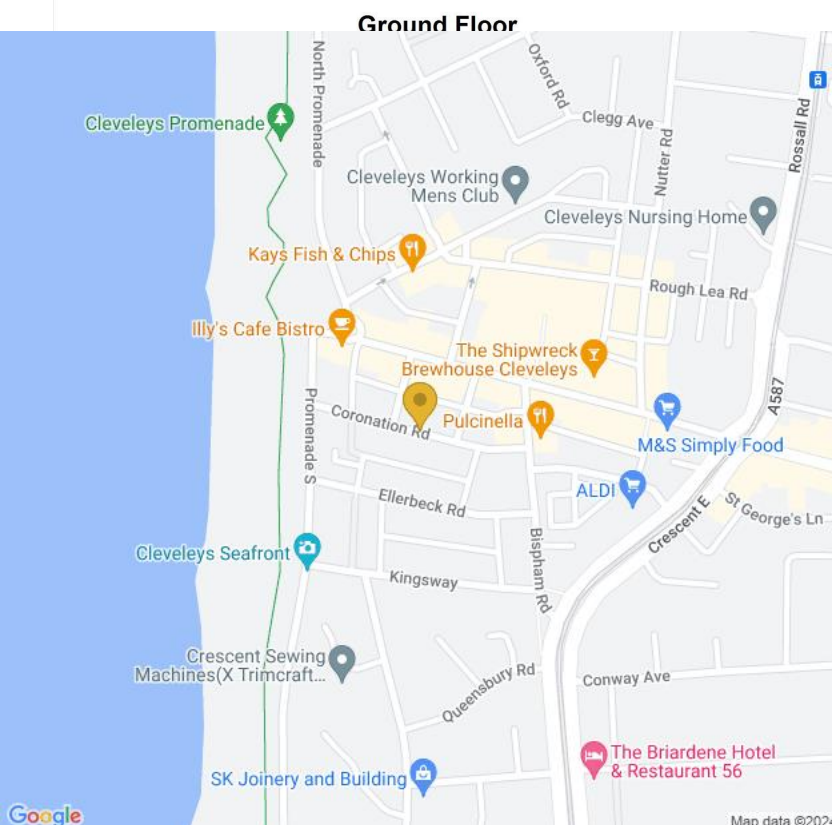 Ground Floor
North Promenade
Oxford Rd
Cleveleys Promenade
Clegg Ave
Nutter Rd
Rossall Rd
Cleveleys Working
Mens Club
Cleveleys Nursing Home
Kays Fish & Chips
Rough Lea Rd
Illy's Cafe Bistro
The Shipwreck
Brewhouse Cleveleys
A587
Promenade S
Coronation Rd
Pulcinella
M&S Simply Food
ALDI
Ellerbeck Rd
St George's Ln
Crescent E
Bispham Rd
Cleveleys Seafront
Kingsway
Crescent Sewing
Machines(X Trimcraft...
Queensbury Rd
Conway Ave
The Briardene Hotel
& Restaurant 56
SK Joinery and Building
Google
Map data ©2024